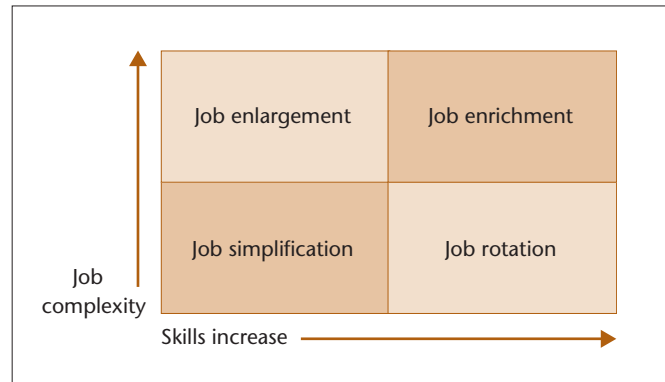 Job enlargement
Job enrichment
Job simplification
Job rotation
Job
complexity
Skills increase